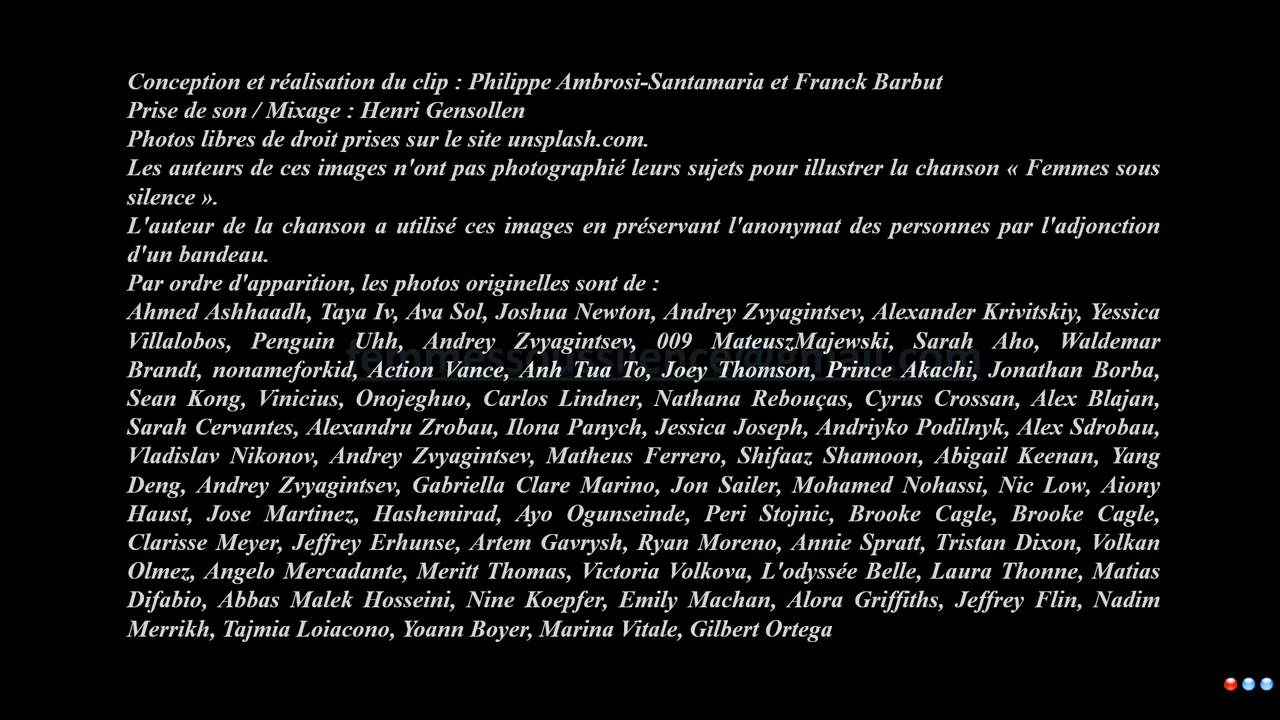 Conception et réalisation du clip : Philippe Ambrosi-Santamaria et Franck Barbut
Prise de son / Mixage : Henri Gensollen
Photos libres de droit prises sur le site unsplash.com.
Les auteurs de ces images n'ont pas photographié leurs sujets pour illustrer la chanson « Femmes sous
silence ».
L'auteur de la chanson a utilisé ces images en préservant l'anonymat des personnes par l'adjonction
d'un bandeau.
Par ordre d'apparition, les photos originelles sont de :
Ahmed Ashhaadh, Taya Iv, Ava Sol, Joshua Newton, Andrey Zvyagintsev, Alexander Krivitskiy, Yessica
Villalobos, Penguin Uhh, Andrey Zvyagintsev, 009 MateuszMajewski, Sarah Aho, Waldemar
femmessoussilence@gmail.com
Brandt, nonameforkid, Action Vance, Anh Tua To, Joey Thomson, Prince Akachi, Jonathan Borba,
Sean Kong, Vinicius, Onojeghuo, Carlos Lindner, Nathana Rebouças, Cyrus Crossan, Alex Blajan,
Sarah Cervantes, Alexandru Zrobau, Ilona Panych, Jessica Joseph, Andriyko Podilnyk, Alex Sdrobau,
Vladislav Nikonov, Andrey Zvyagintsev, Matheus Ferrero, Shifaaz Shamoon, Abigail Keenan, Yang
Deng, Andrey Zvyagintsev, Gabriella Clare Marino, Jon Sailer, Mohamed Nohassi, Nic Low, Aiony
Haust, Jose Martinez, Hashemirad, Ayo Ogunseinde, Peri Stojnic, Brooke Cagle, Brooke Cagle,
Clarisse Meyer, Jeffrey Erhunse, Artem Gavrysh, Ryan Moreno, Annie Spratt, Tristan Dixon, Volkan
Olmez, Angelo Mercadante, Meritt Thomas, Victoria Volkova, L'odyssée Belle, Laura Thonne, Matias
Difabio, Abbas Malek Hosseini, Nine Koepfer, Emily Machan, Alora Griffiths, Jeffrey Flin, Nadim
Merrikh, Tajmia Loiacono, Yoann Boyer, Marina Vitale, Gilbert Ortega